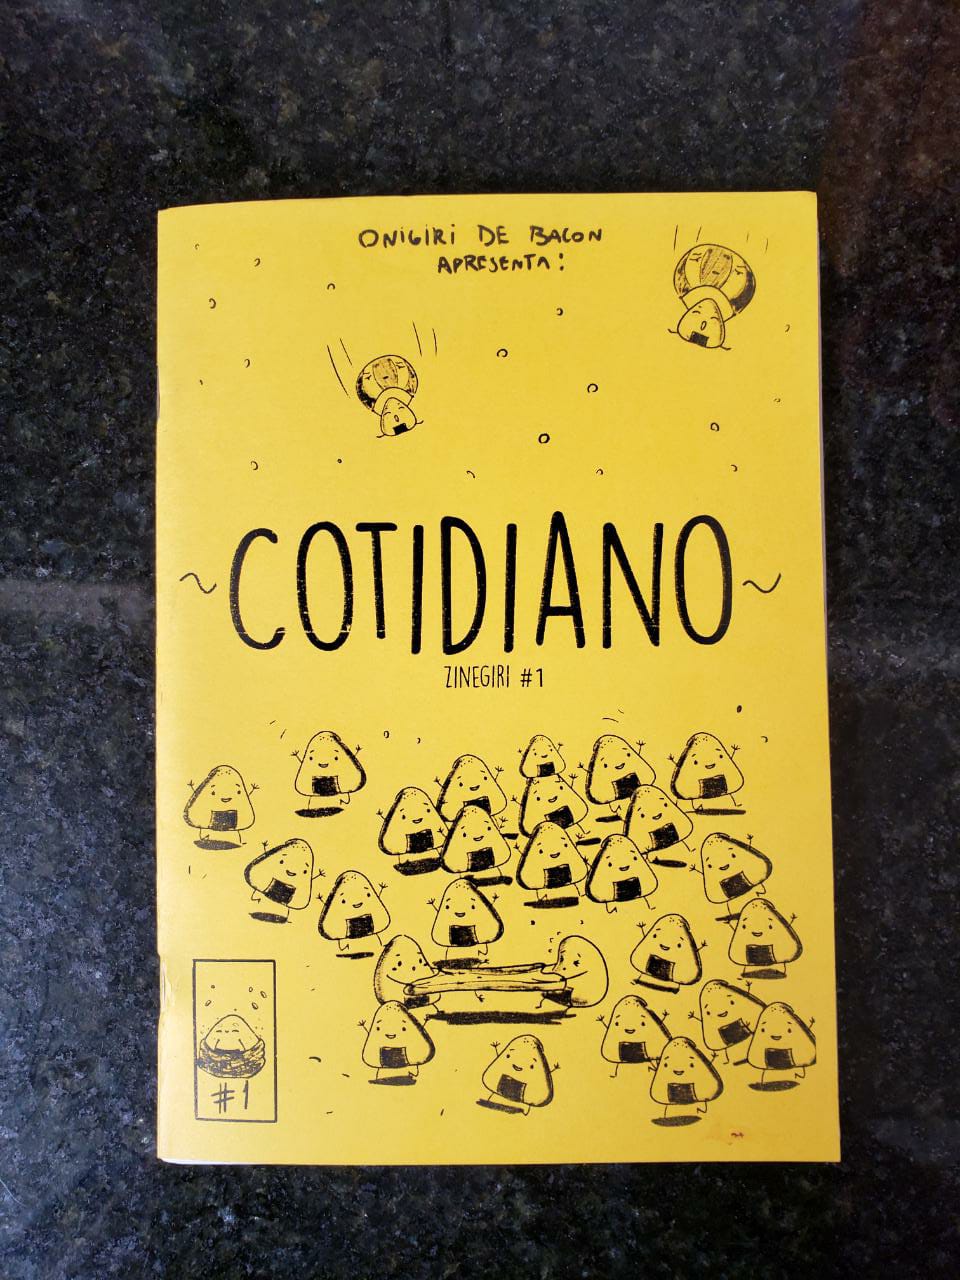 ONIGIRI DE BACON
APRESENTA:
~COTIDIANO~
ZINEGIRI #1
#1